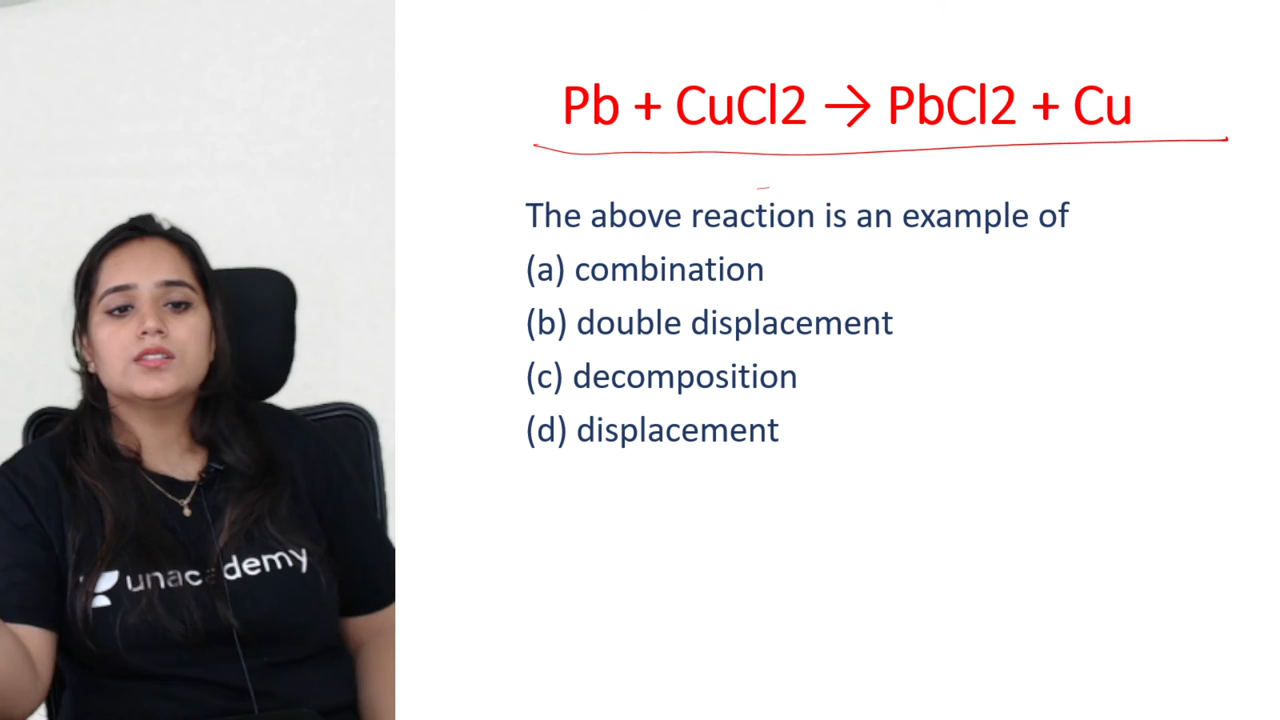 Pb + CuCl2 → PbCl2 + Cu
The above reaction is an example of
(a) combination
(b) double displacement
(c) decomposition
(d) displacement
unacademy